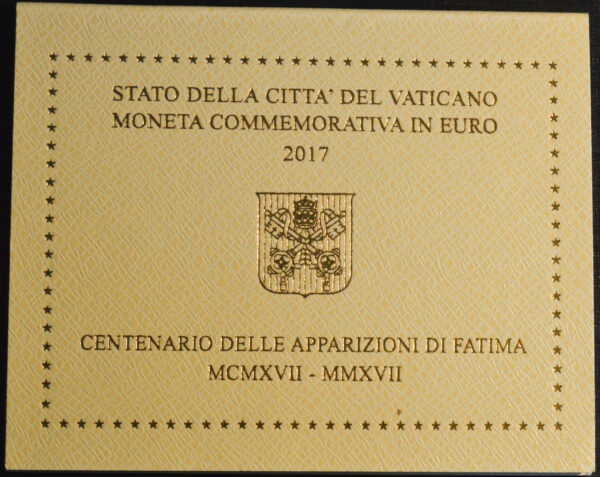 STATO DELLA CITTA' DEL VATICANO
MONETA COMMEMORATIVA IN EURO
2017
CENTENARIO DELLE APPARIZIONI DI FATIMA
MCMXVII - MMXVII